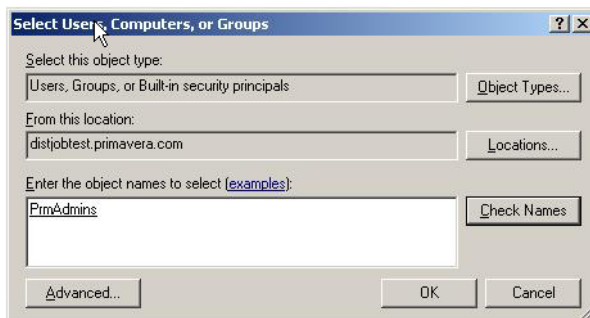 Select Users, Computers, or Groups
Select this object type:
Users, Groups, or Built-in security principals
Object Types...
From this location:
distjobtest.primavera.com
Locations...
Enter the object names to select (examples):
PrmAdmins
Check Names
Advanced...
OK
Cancel